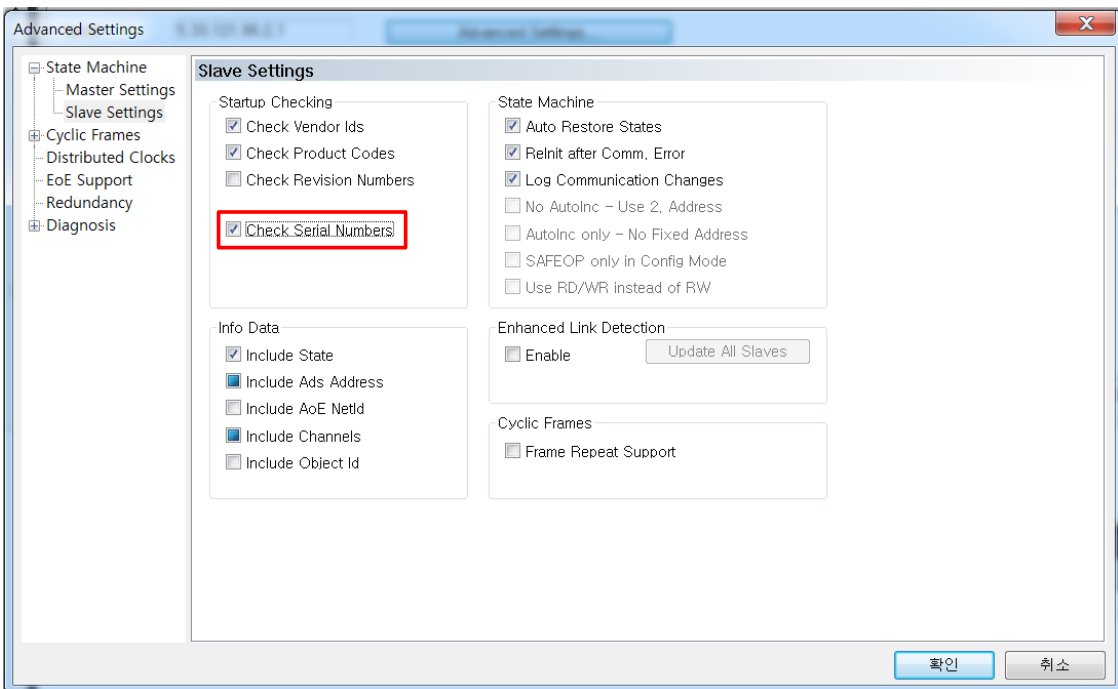 Advanced Settings
State Machine
Master Settings
Slave Settings
Cyclic Frames
Distributed Clocks
EoE Support
Redundancy
Diagnosis
Slave Settings
Startup Checking
Check Vendor Ids
Check Product Codes
Check Revision Numbers
Check Serial Numbers
State Machine
Auto Restore States
ReInit after Comm. Error
Log Communication Changes
No AutoInc - Use 2. Address
AutoInc only - No Fixed Address
SAFEOP only in Config Mode
Use RD/WR instead of RW
Info Data
Include State
Include Ads Address
Include AoE NetId
Include Channels
Include Object Id
Enhanced Link Detection
Enable
Update All Slaves
Cyclic Frames
Frame Repeat Support
확인
취소